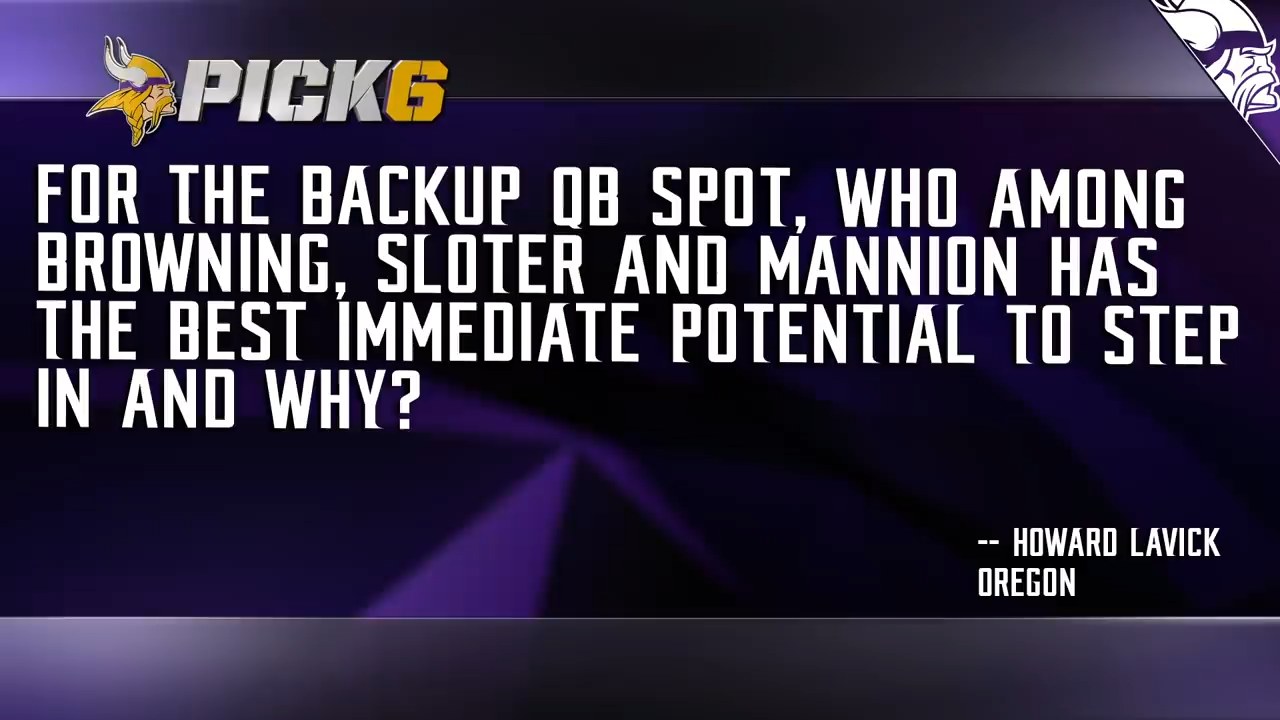 PICK6
FOR THE BACKUP QB SPOT, WHO AMONG
BROWNING, SLOTER AND MANNION HAS
THE BEST IMMEDIATE POTENTIAL TO STEP
IN AND WHY?
-- HOWARD LAVICK
OREGON